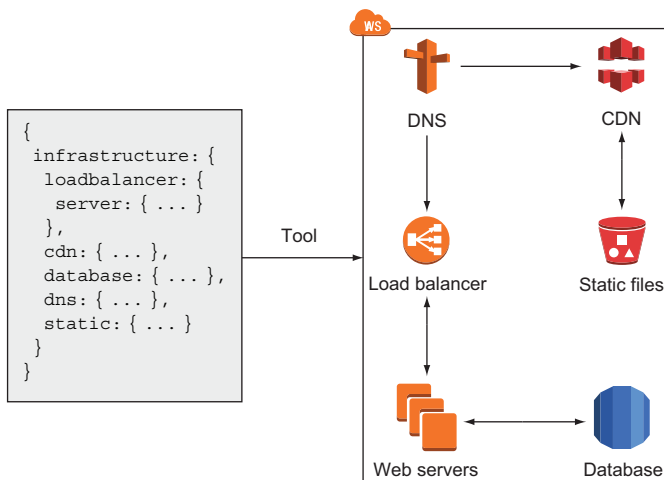 {
infrastructure: {
loadbalancer: {
server: { ... }
},
cdn: { ... },
database: { ... },
dns: { ... },
static: { ... }
}
}
Tool
WS
DNS
CDN
Load balancer
Static files
Web servers
Database